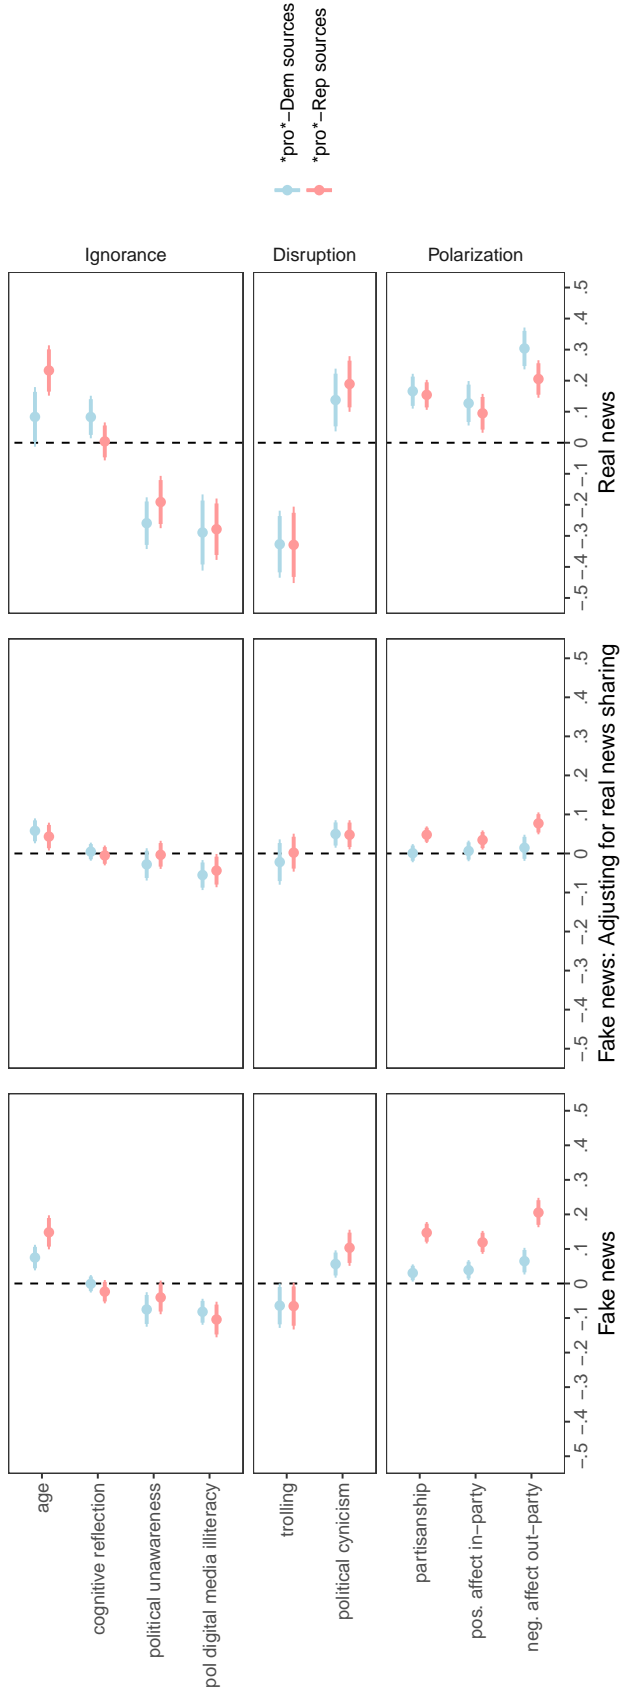 age
cognitive reflection
political unawareness
pol digital media illiteracy
Ignorance
trolling
political cynicism
Disruption
partisanship
pos. affect in−party
neg. affect out−party
Polarization
−.5 −.4 −.3 −.2 −.1 0 .1 .2 .3 .4 .5
Fake news
−.5 −.4 −.3 −.2 −.1 0 .1 .2 .3 .4 .5
Fake news: Adjusting for real news sharing
−.5 −.4 −.3 −.2 −.1 0 .1 .2 .3 .4 .5
Real news
*pro*−Dem sources
*pro*−Rep sources